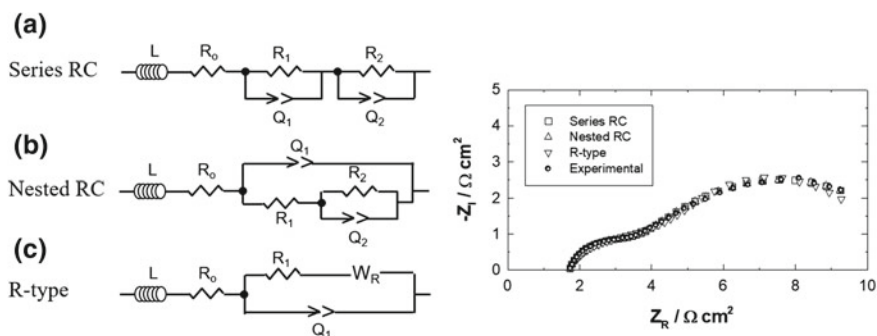 (a)
Series RC
L
Ro
R1
Q1
R2
Q2
(b)
Nested RC
L
Ro
Q1
R1
R2
Q2
(c)
R-type
L
Ro
R1
WR
Q1
5
4
3
2
1
0
-ZI / Ω cm²
Series RC
Nested RC
R-type
Experimental
0 2 4 6 8 10
ZR / Ω cm²